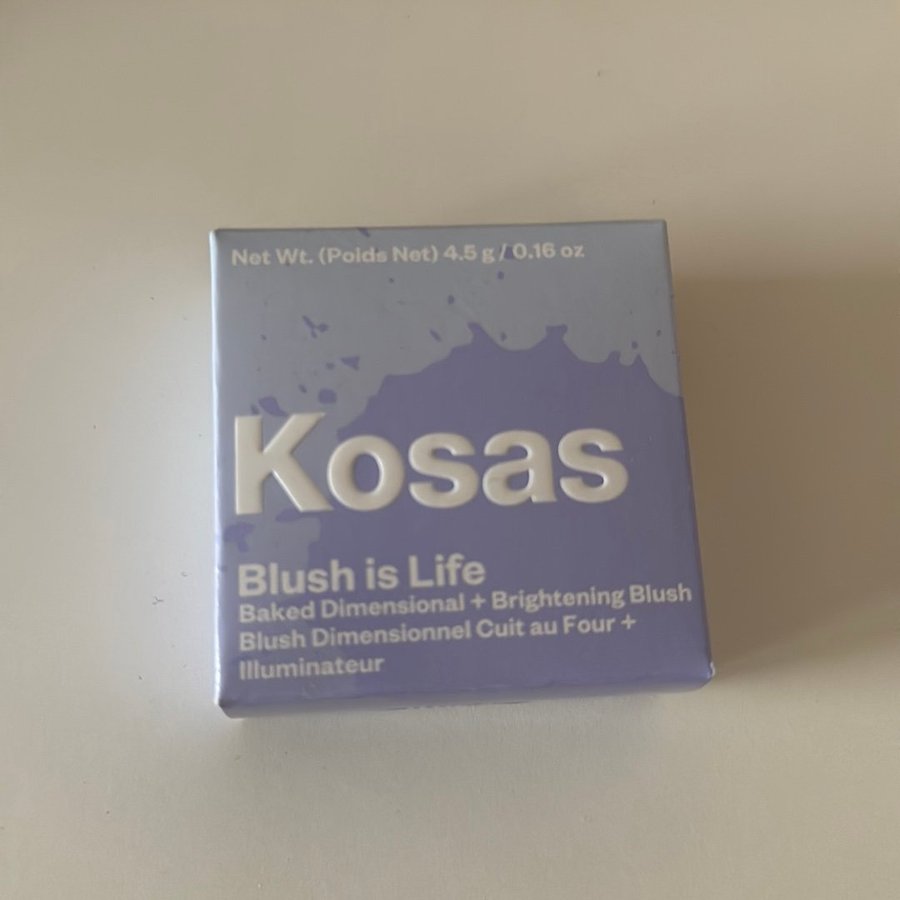 Net Wt. (Poids Net) 4.5 g / 0.16 oz
Kosas
Blush is Life
Baked Dimensional + Brightening Blush
Blush Dimensionnel Cuit au Four +
Illuminateur